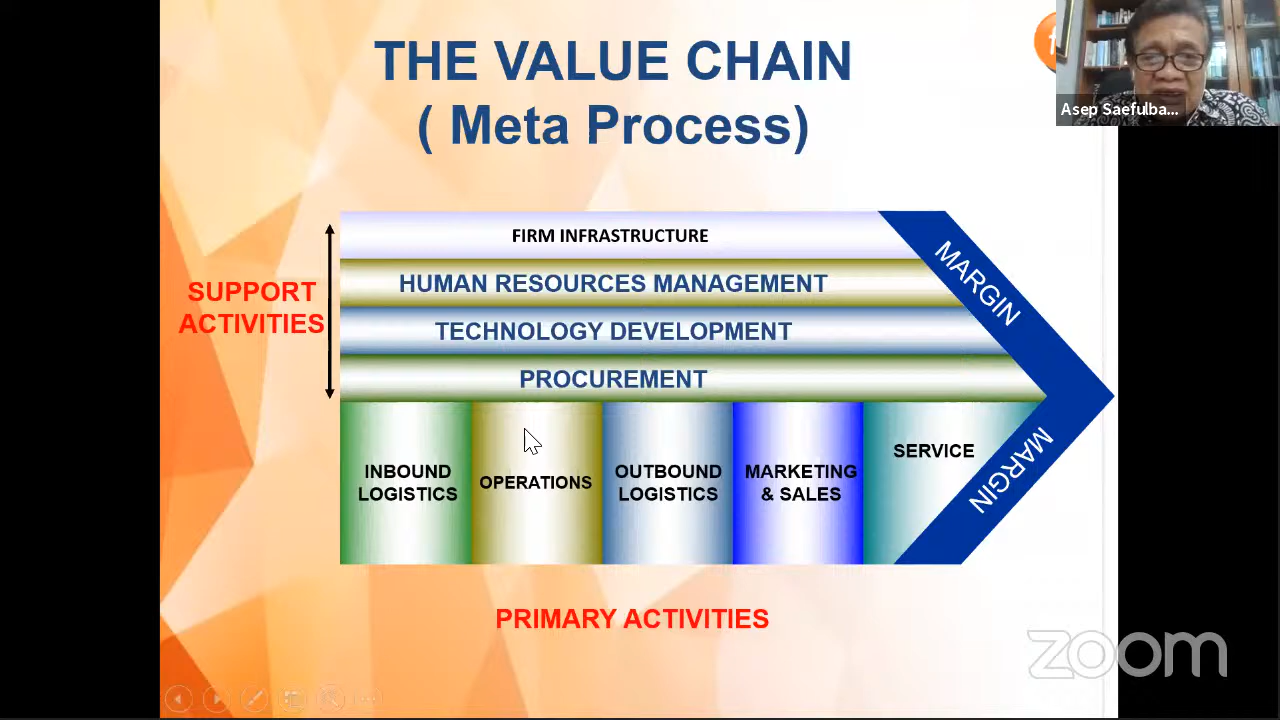 THE VALUE CHAIN
( Meta Process)
Asep Saefulba...
FIRM INFRASTRUCTURE
HUMAN RESOURCES MANAGEMENT
TECHNOLOGY DEVELOPMENT
PROCUREMENT
SUPPORT
ACTIVITIES
MARGIN
INBOUND
LOGISTICS
OPERATIONS
OUTBOUND
LOGISTICS
MARKETING
& SALES
SERVICE
MARGIN
PRIMARY ACTIVITIES
zoom